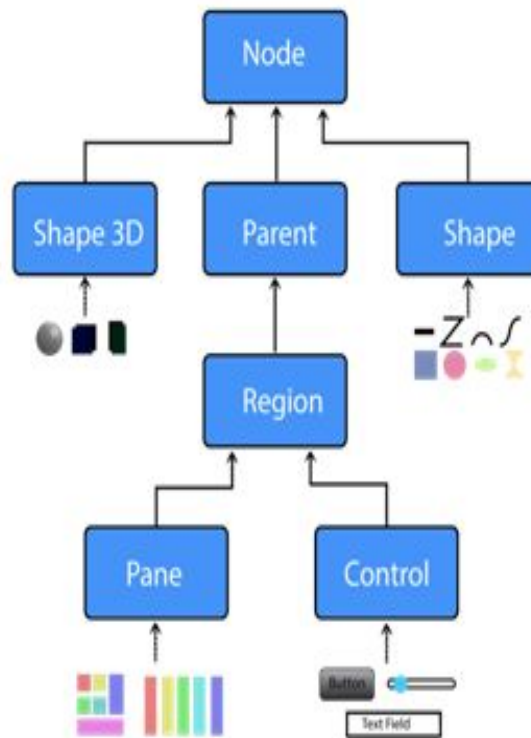 Node
Shape 3D
Parent
Shape
Region
Pane
Control
Button
Text Field